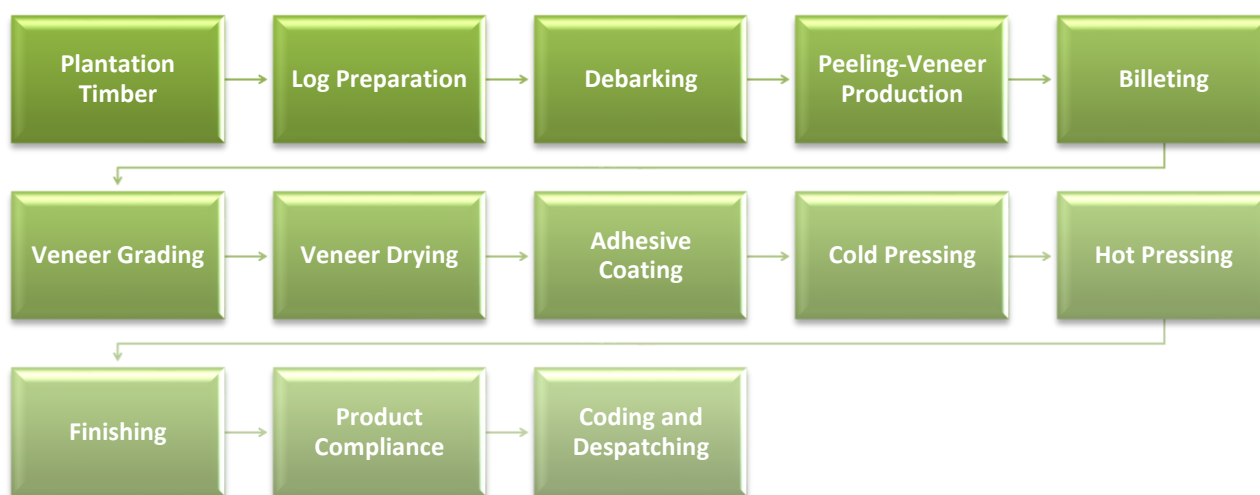 Plantation
Timber
Log Preparation
Debarking
Peeling-Veneer
Production
Billeting
Veneer Grading
Veneer Drying
Adhesive
Coating
Cold Pressing
Hot Pressing
Finishing
Product
Compliance
Coding and
Despatching